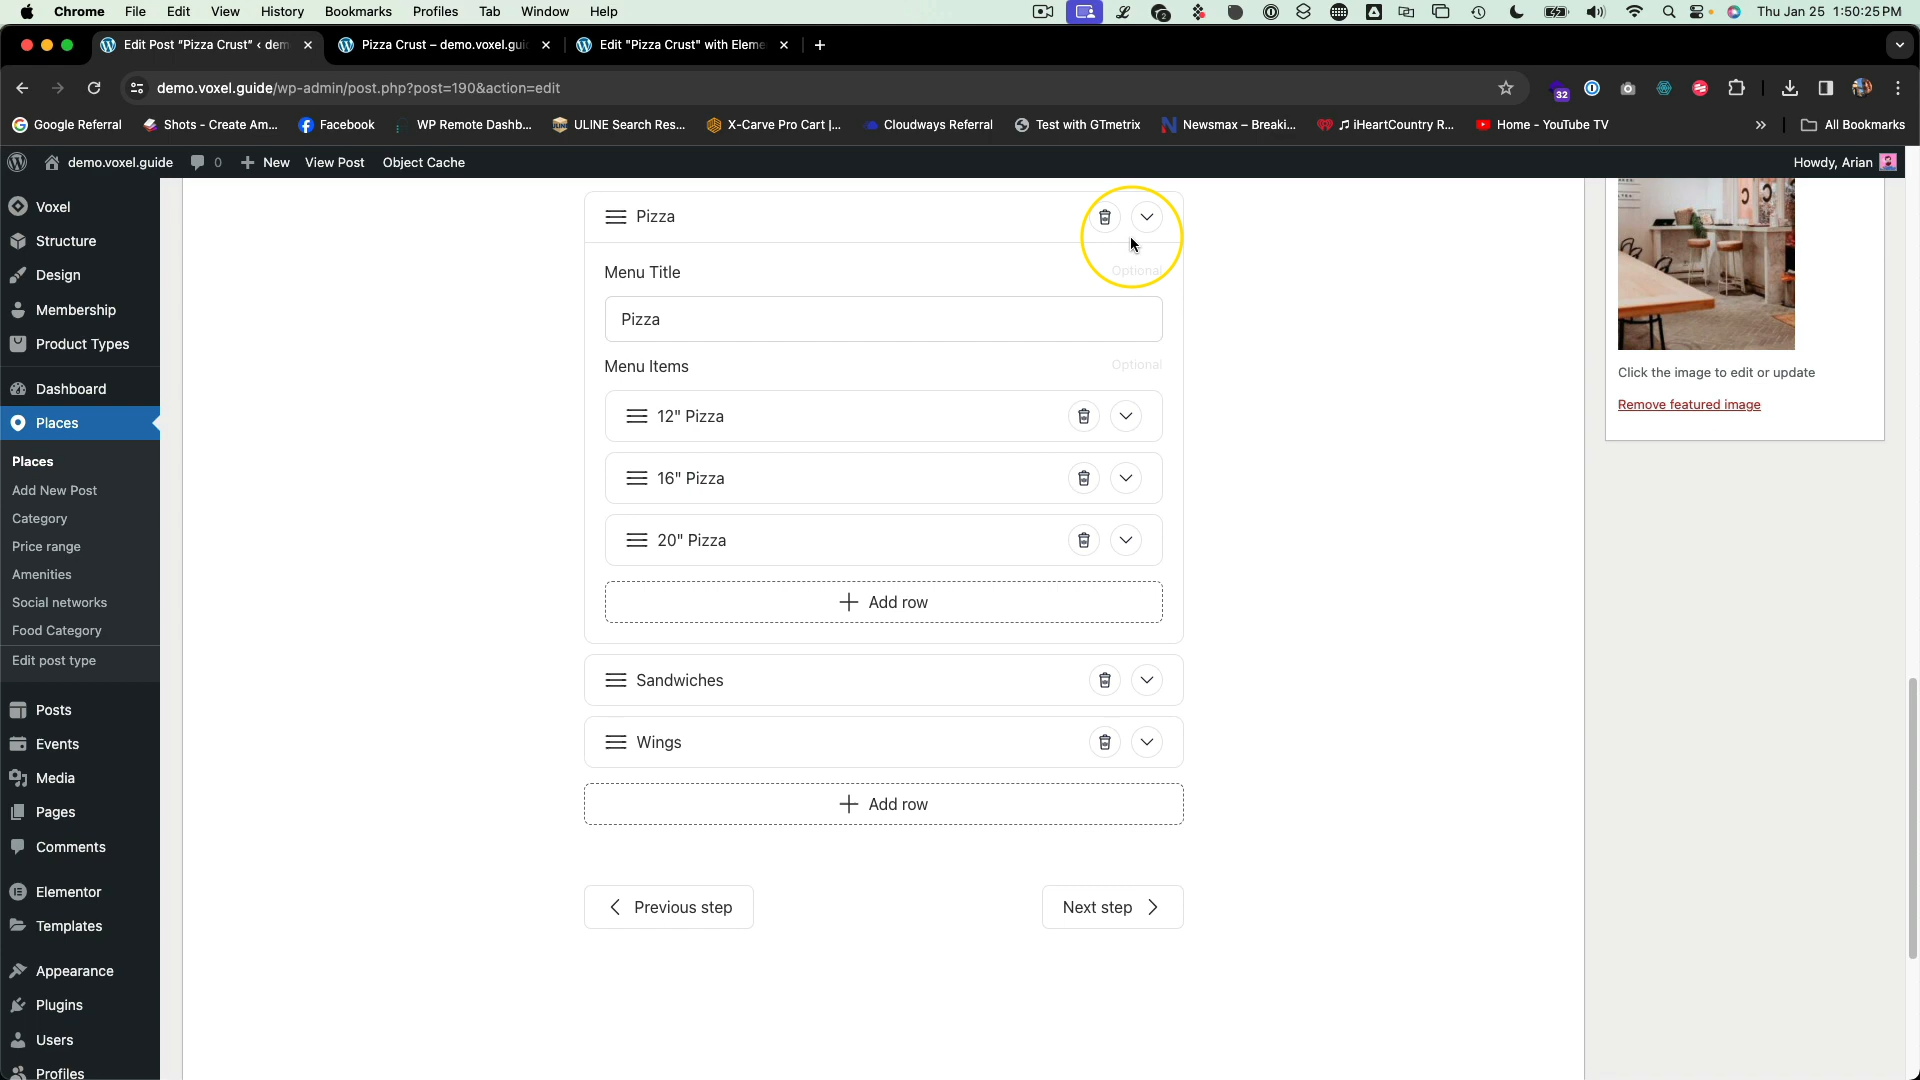 Chrome File Edit View History Bookmarks Profiles Tab Window Help
Thu Jan 25 1:50:25 PM
Edit Post "Pizza Crust" ‹ dem
Pizza Crust – demo.voxel.gui
Edit "Pizza Crust" with Eleme
demo.voxel.guide/wp-admin/post.php?post=190&action=edit
32
Google Referral
Shots - Create Am...
Facebook
WP Remote Dashb...
ULINE Search Res...
X-Carve Pro Cart |...
Cloudways Referral
Test with GTmetrix
Newsmax – Breaki...
♫ iHeartCountry R...
Home - YouTube TV
»
All Bookmarks
demo.voxel.guide
0
New
View Post
Object Cache
Howdy, Arian
Voxel
Structure
Design
Membership
Product Types
Dashboard
Places
Places
Add New Post
Category
Price range
Amenities
Social networks
Food Category
Edit post type
Posts
Events
Media
Pages
Comments
Elementor
Templates
Appearance
Plugins
Users
Profiles
Pizza
Menu Title
Optional
Pizza
Menu Items
Optional
12" Pizza
16" Pizza
20" Pizza
Add row
Sandwiches
Wings
Add row
Previous step
Next step
Click the image to edit or update
Remove featured image